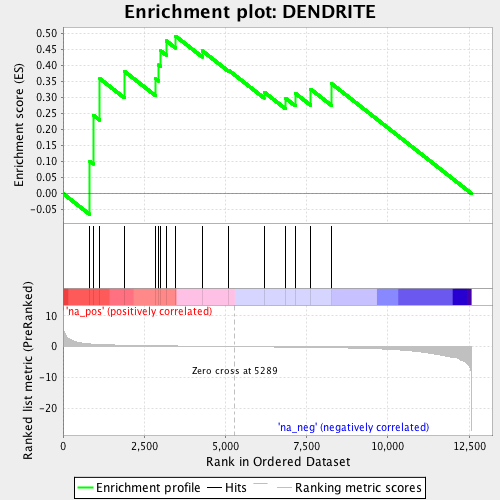 Enrichment plot: DENDRITE
Enrichment score (ES)
0.50
0.45
0.40
0.35
0.30
0.25
0.20
0.15
0.10
0.05
0.00
-0.05
'na_pos' (positively correlated)
Ranked list metric (PreRanked)
10
5
0
-5
-10
-20
Zero cross at 5289
'na_neg' (negatively correlated)
0
2,500
5,000
7,500
10,000
12,500
Rank in Ordered Dataset
Enrichment profile
Hits
Ranking metric scores